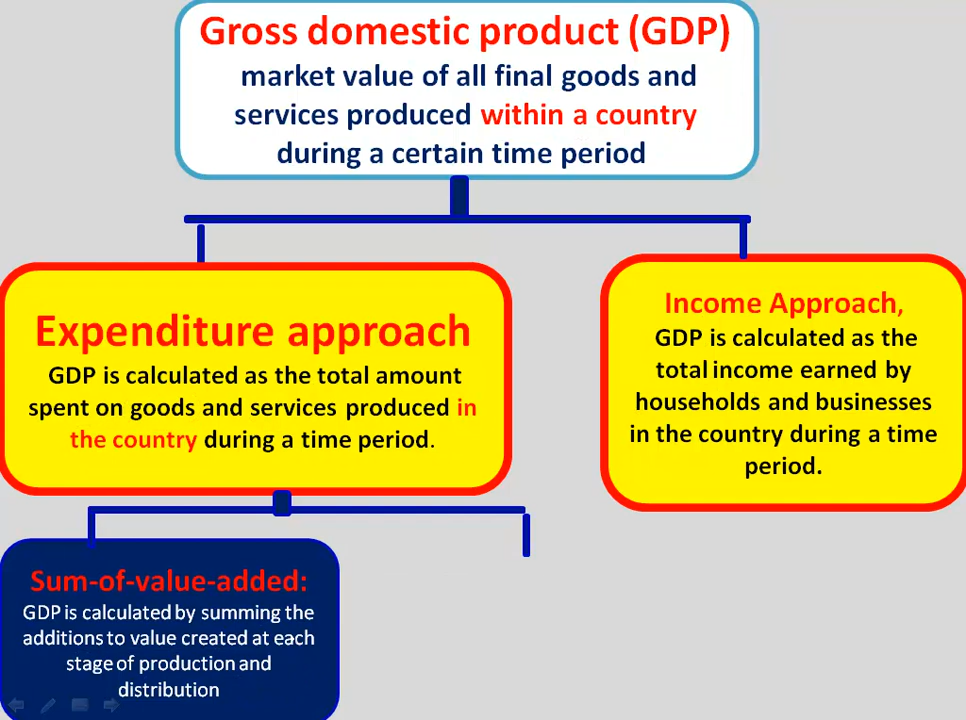 Gross domestic product (GDP)
market value of all final goods and
services produced within a country
during a certain time period
Expenditure approach
GDP is calculated as the total amount
spent on goods and services produced in
the country during a time period.
Income Approach,
GDP is calculated as the
total income earned by
households and businesses
in the country during a time
period.
Sum-of-value-added:
GDP is calculated by summing the
additions to value created at each
stage of production and
distribution